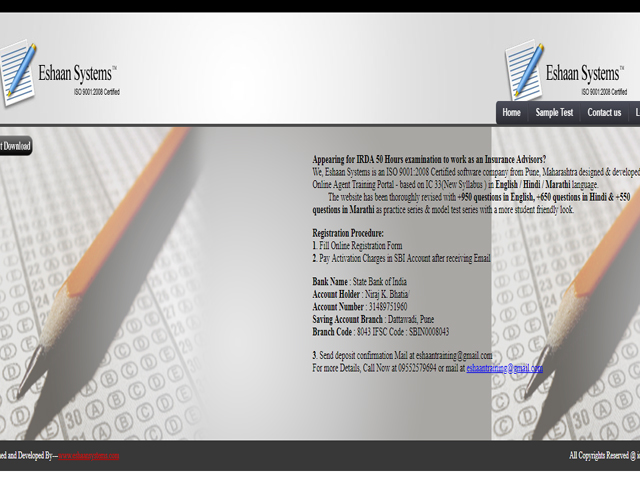 Eshaan Systems™
ISO 9001:2008 Certified
Eshaan Systems™
ISO 9001:2008 Certified
Home Sample Test Contact us
Download
Appearing for IRDA 50 Hours examination to work as an Insurance Advisors?
We, Eshaan Systems is an ISO 9001:2008 Certified software company from Pune, Maharashtra designed & developed
Online Agent Training Portal - based on IC 33(New Syllabus ) in English / Hindi / Marathi language.
The website has been thoroughly revised with +950 questions in English, +650 questions in Hindi & +550
questions in Marathi as practice series & model test series with a more student friendly look.
Registration Procedure:
1. Fill Online Registration Form
2. Pay Activation Charges in SBI Account after receiving Email
Bank Name : State Bank of India
Account Holder : Niraj K. Bhatia/
Account Number : 31489751960
Saving Account Branch : Dattawadi, Pune
Branch Code : 8043 IFSC Code : SBIN0008043
3. Send deposit confirmation Mail at eshaantraining@gmail.com
For more Details, Call Now at 09552579694 or mail at eshaantraining@gmail.com
and Developed By---www.eshaansystems.com
All Copyrights Reserved @